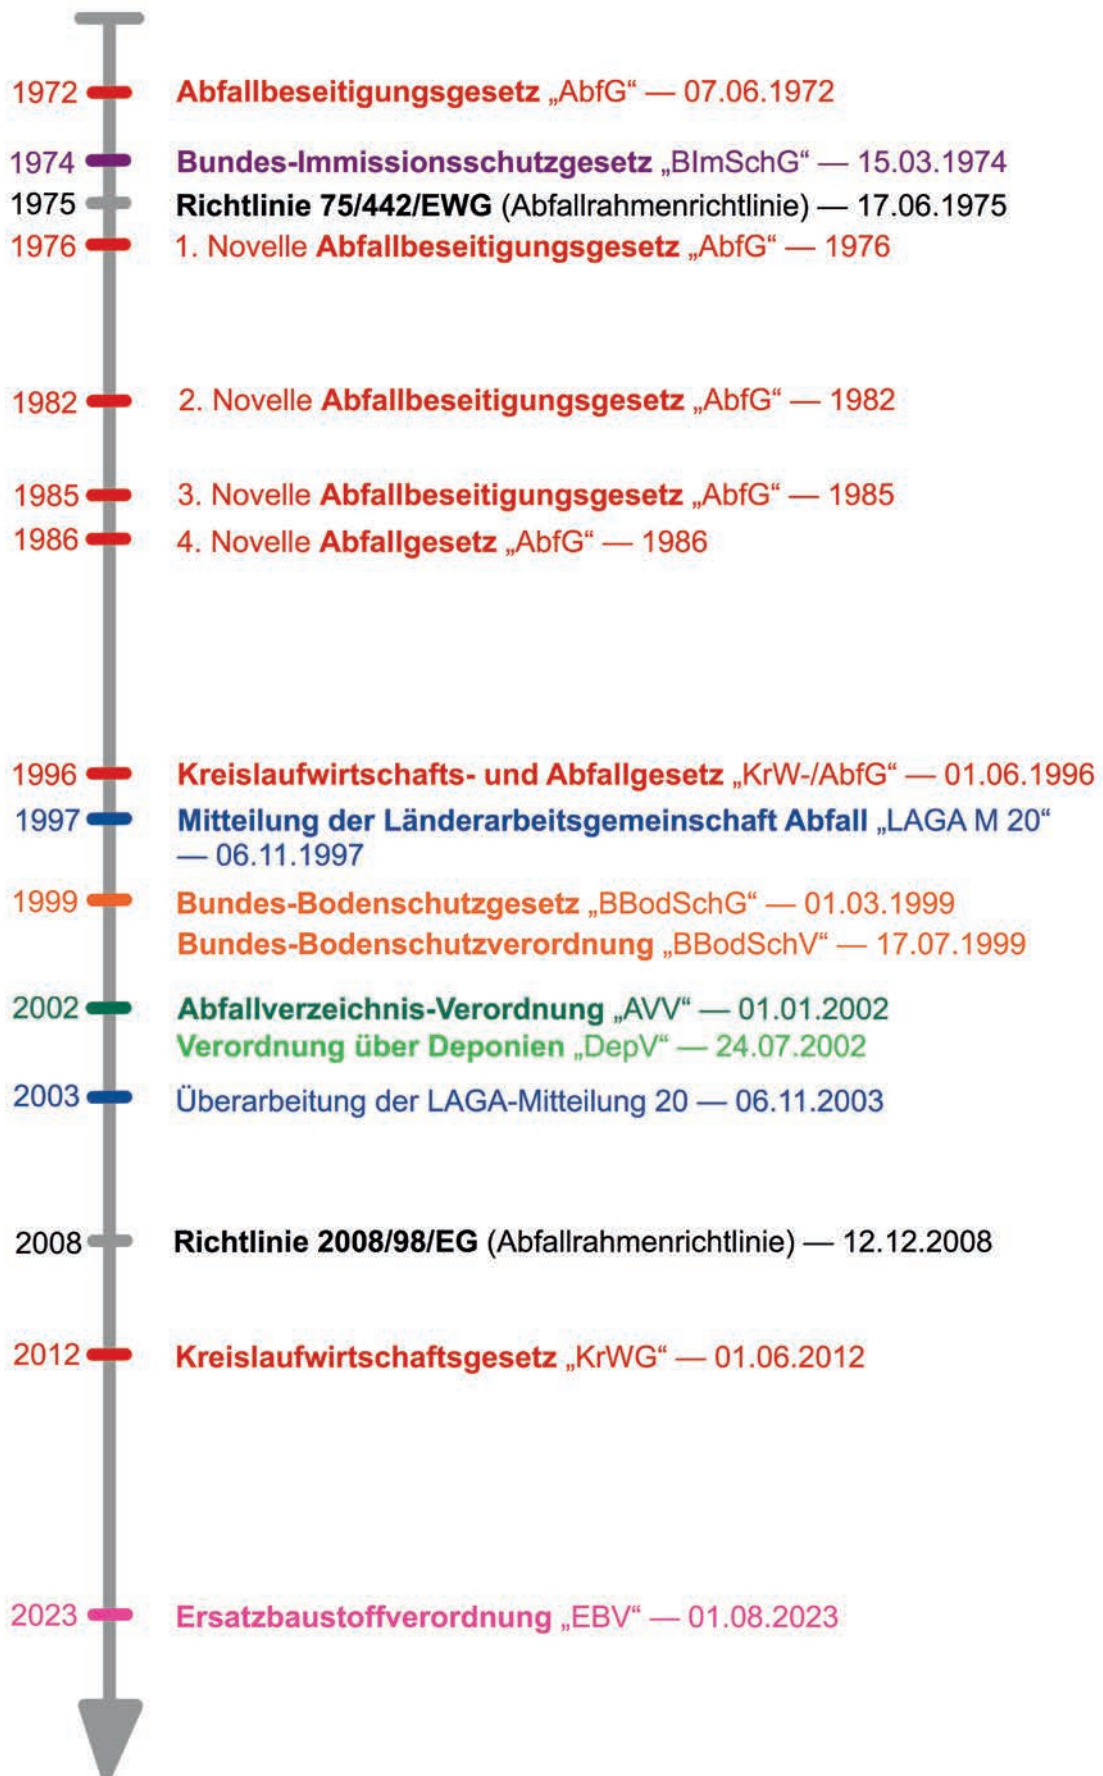 1972 Abfallbeseitigungsgesetz „AbfG“ — 07.06.1972
1974 Bundes-Immissionsschutzgesetz „BImSchG“ — 15.03.1974
1975 Richtlinie 75/442/EWG (Abfallrahmenrichtlinie) — 17.06.1975
1976 1. Novelle Abfallbeseitigungsgesetz „AbfG“ — 1976
1982 2. Novelle Abfallbeseitigungsgesetz „AbfG“ — 1982
1985 3. Novelle Abfallbeseitigungsgesetz „AbfG“ — 1985
1986 4. Novelle Abfallgesetz „AbfG“ — 1986
1996 Kreislaufwirtschafts- und Abfallgesetz „KrW-/AbfG“ — 01.06.1996
1997 Mitteilung der Länderarbeitsgemeinschaft Abfall „LAGA M 20“
— 06.11.1997
1999 Bundes-Bodenschutzgesetz „BBodSchG“ — 01.03.1999
Bundes-Bodenschutzverordnung „BBodSchV“ — 17.07.1999
2002 Abfallverzeichnis-Verordnung „AVV“ — 01.01.2002
Verordnung über Deponien „DepV“ — 24.07.2002
2003 Überarbeitung der LAGA-Mitteilung 20 — 06.11.2003
2008 Richtlinie 2008/98/EG (Abfallrahmenrichtlinie) — 12.12.2008
2012 Kreislaufwirtschaftsgesetz „KrWG“ — 01.06.2012
2023 Ersatzbaustoffverordnung „EBV“ — 01.08.2023